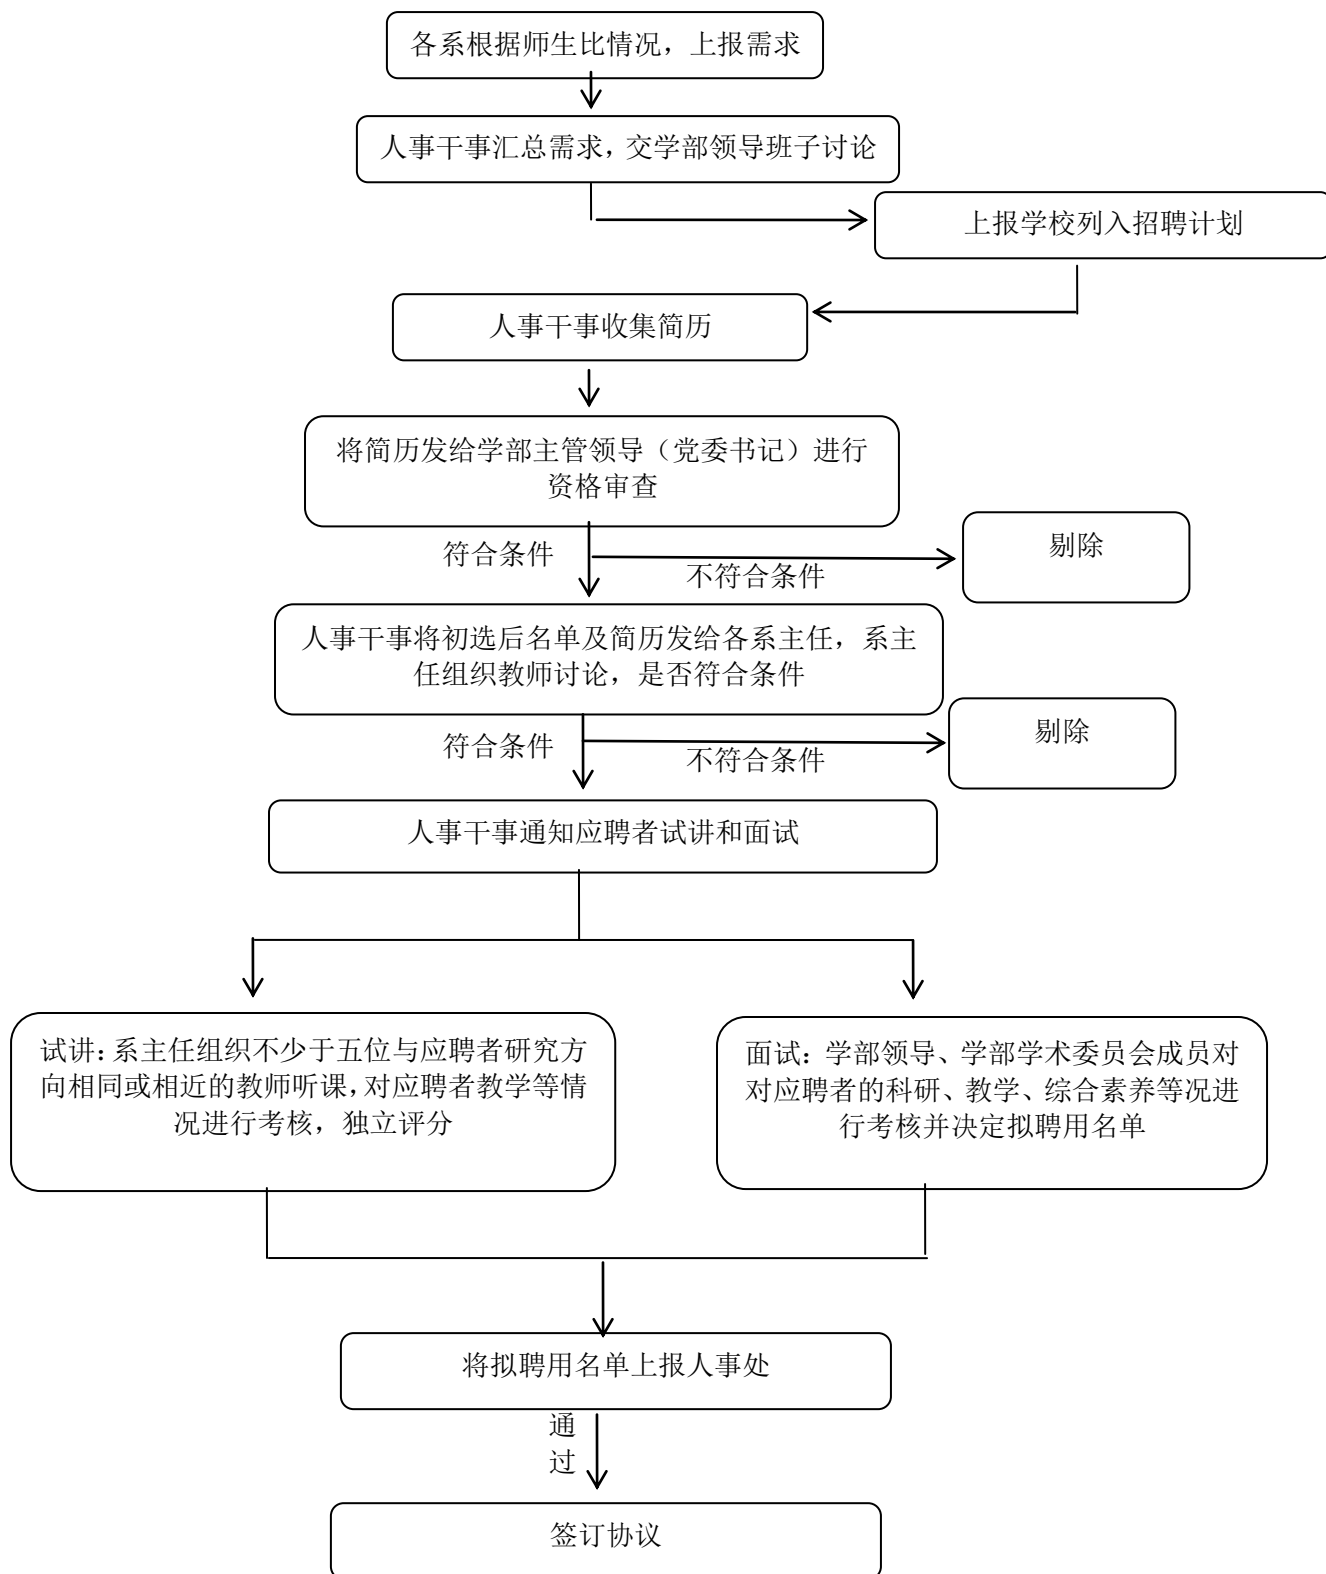 各系根据师生比情况，上报需求
人事干事汇总需求，交学部领导班子讨论
上报学校列入招聘计划
人事干事收集简历
将简历发给学部主管领导（党委书记）进行
资格审查
符合条件
不符合条件
剔除
人事干事将初选后名单及简历发给各系主任，系主
任组织教师讨论，是否符合条件
符合条件
不符合条件
剔除
人事干事通知应聘者试讲和面试
试讲：系主任组织不少于五位与应聘者研究方
向相同或相近的教师听课，对应聘者教学等情
况进行考核，独立评分
面试：学部领导、学部学术委员会成员对
对应聘者的科研、教学、综合素养等况进
行考核并决定拟聘用名单
将拟聘用名单上报人事处
通
过
签订协议